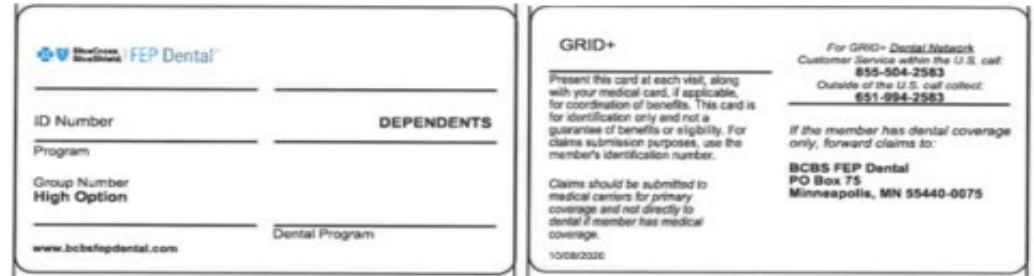 BlueCross
BlueShield
FEP Dental
ID Number
DEPENDENTS
Program
Group Number
High Option
Dental Program
www.bcbsfepdental.com
GRID+
Present this card at each visit, along
with your medical card, if applicable,
for coordination of benefits. This card is
for identification only and not a
guarantee of benefits or eligibility. For
claims submission purposes, use the
member's identification number.
Claims should be submitted to
medical carriers for primary
coverage and not directly to
dental if member has medical
coverage.
10/08/2020
For GRID+ Dental Network
Customer Service within the U.S. call:
855-504-2583
Outside of the U.S. call collect:
651-994-2583
If the member has dental coverage
only, forward claims to:
BCBS FEP Dental
PO Box 75
Minneapolis, MN 55440-0075